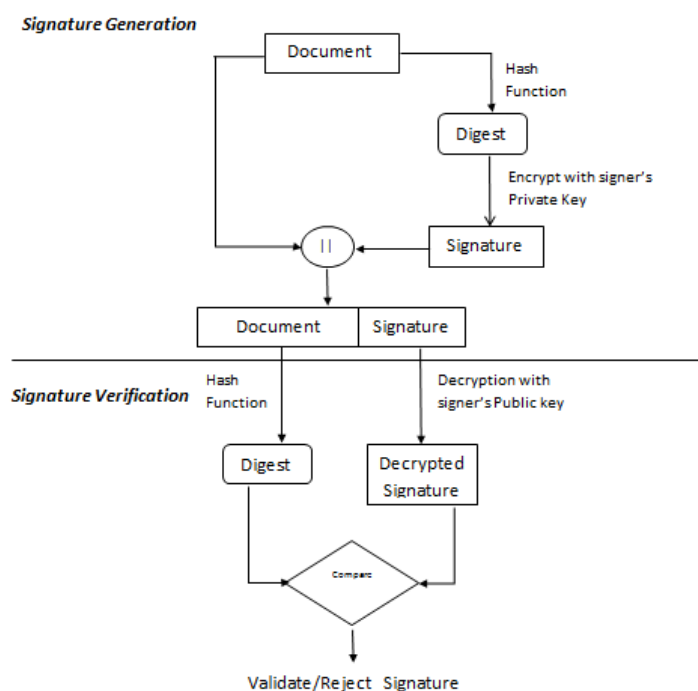 Signature Generation
Document
Hash
Function
Digest
Encrypt with signer's
Private Key
||
Signature
Document
Signature
Signature Verification
Hash
Function
Decryption with
signer's Public key
Digest
Decrypted
Signature
Compare
Validate/Reject Signature